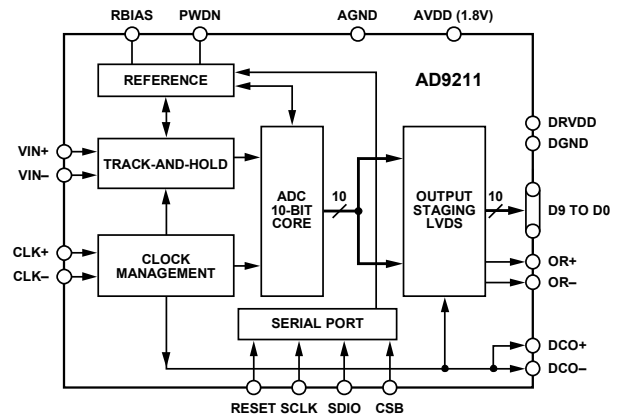 RBIAS PWDN AGND AVDD (1.8V)
REFERENCE
AD9211
DRVDD
DGND
VIN+
VIN–
TRACK-AND-HOLD
ADC
10-BIT
CORE
10
OUTPUT
STAGING
LVDS
10
D9 TO D0
CLK+
CLK–
CLOCK
MANAGEMENT
OR+
OR–
SERIAL PORT
DCO+
DCO–
RESET SCLK SDIO CSB